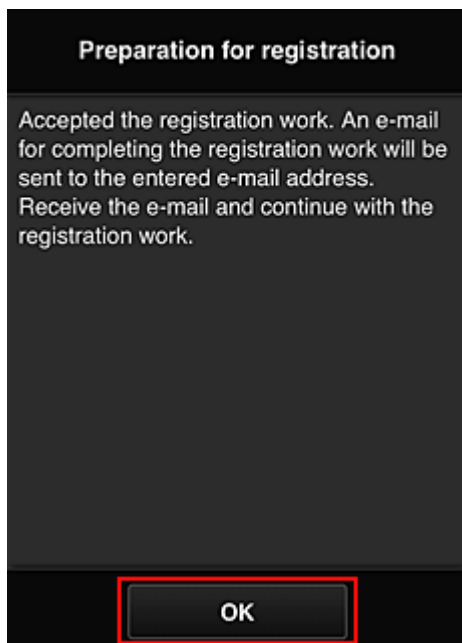 Preparation for registration
Accepted the registration work. An e-mail
for completing the registration work will be
sent to the entered e-mail address.
Receive the e-mail and continue with the
registration work.
OK